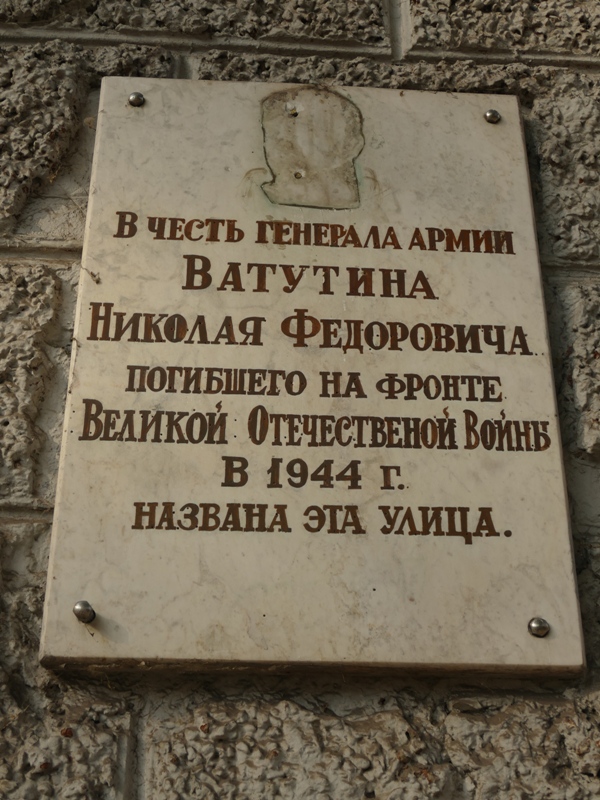 В ЧЕСТЬ ГЕНЕРАЛА АРМИИ
ВАТУТИНА
НИКОЛАЯ ФЕДОРОВИЧА
ПОГИБШЕГО НА ФРОНТЕ
ВЕЛИКОЙ ОТЕЧЕСТВЕНОЙ ВОЙНЫ
В 1944 Г.
НАЗВАНА ЭТА УЛИЦА.